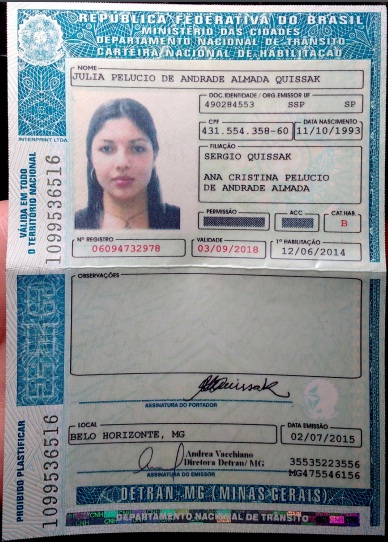 REPÚBLICA FEDERATIVA DO BRASIL
MINISTÉRIO DAS CIDADES
DEPARTAMENTO NACIONAL DE TRÂNSITO
CARTEIRA NACIONAL DE HABILITAÇÃO
NOME
JULIA PELUCIO DE ANDRADE ALMADA QUISSAK
DOC. IDENTIDADE / ORG. EMISSOR UF
490284553 SSP SP
CPF DATA NASCIMENTO
431.554.358-60 11/10/1993
FILIAÇÃO
SERGIO QUISSAK
ANA CRISTINA PELUCIO
DE ANDRADE ALMADA
PERMISSÃO ACC CAT. HAB.
B
Nº REGISTRO VALIDADE 1ª HABILITAÇÃO
06094732978 03/09/2018 12/06/2014
INTERPRINT LTDA.
VÁLIDA EM TODO
O TERRITÓRIO NACIONAL
1099536516
OBSERVAÇÕES
Quissak
ASSINATURA DO PORTADOR
LOCAL DATA EMISSÃO
BELO HORIZONTE, MG 02/07/2015
Andrea Vacchiano
Diretora Detran/ MG
ASSINATURA DO EMISSOR
35535223556
MG475546156
PROIBIDO PLASTIFICAR
1099536516
DETRAN-MG (MINAS GERAIS)
DEPARTAMENTO NACIONAL DE TRÂNSITO